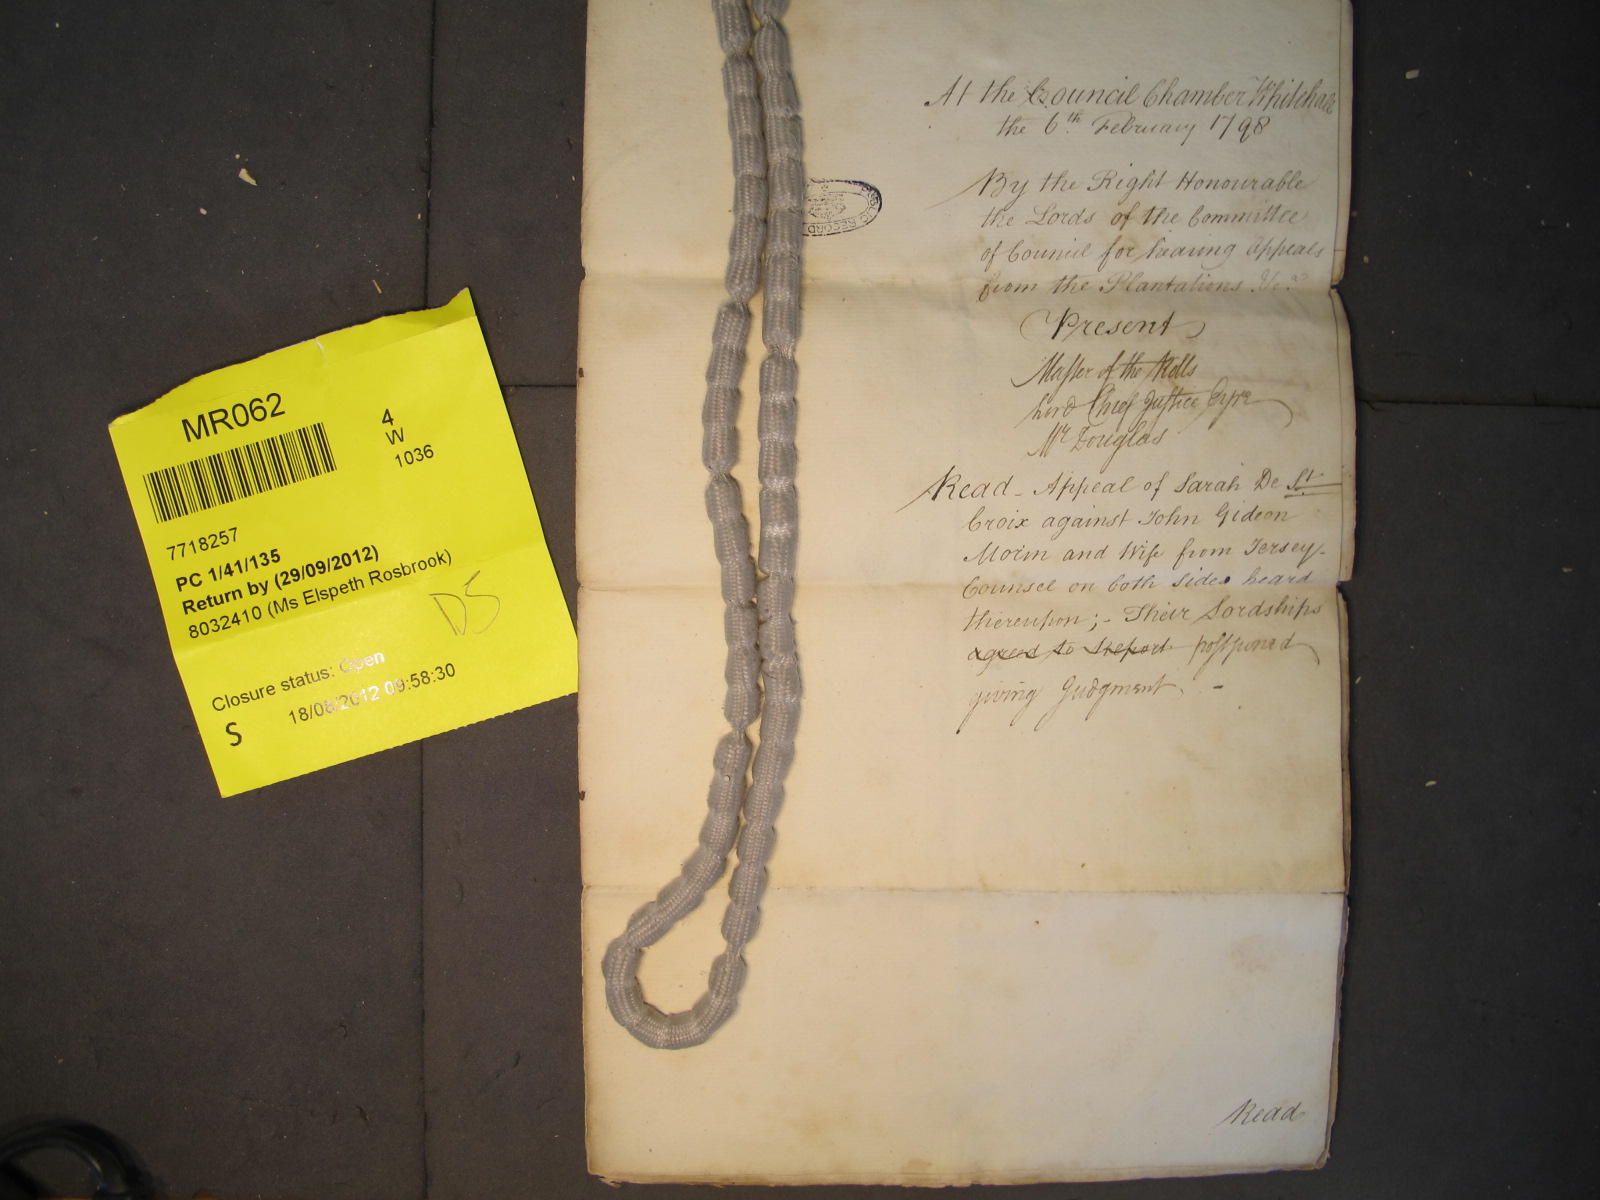 MR062
4
W
1036
7718257
PC 1/41/135
Return by (29/09/2012)
8032410 (Ms Elspeth Rosbrook)
DS
Closure status: Open
S 18/08/2012 09:58:30
PUBLIC RECORD
At the Council Chamber Whitehall
the 6th February 1798
By the Right Honourable
the Lords of the Committee
of Council for hearing Appeals
from the Plantations &ca
Present
Master of the Rolls
Lord Chief Justice Eyre
Mr Douglas
Read - Appeal of Sarah De St
Croix against John Gideon
Morin and Wife from Jersey -
Counsel on both sides heard
thereupon; - Their Lordships
agreed to Report postponed
giving Judgment. -
Read